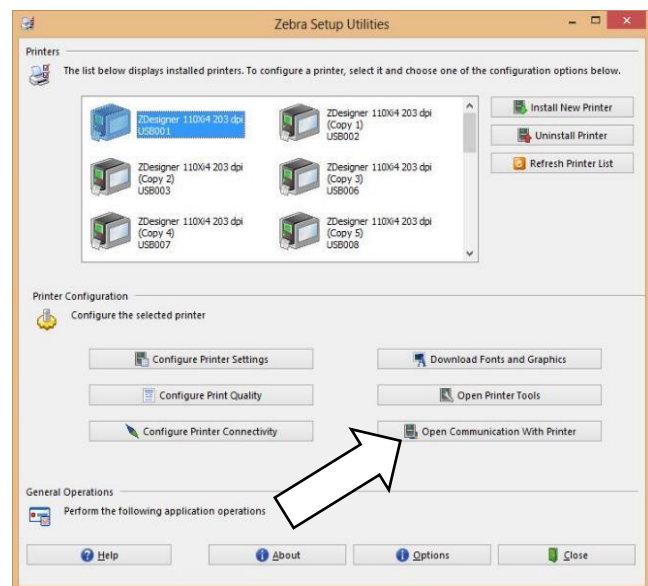 Zebra Setup Utilities
Printers
The list below displays installed printers. To configure a printer, select it and choose one of the configuration options below.
ZDesigner 110Xi4 203 dpi
USB001
ZDesigner 110Xi4 203 dpi
(Copy 1)
USB002
Install New Printer
Uninstall Printer
Refresh Printer List
ZDesigner 110Xi4 203 dpi
(Copy 2)
USB003
ZDesigner 110Xi4 203 dpi
(Copy 3)
USB006
ZDesigner 110Xi4 203 dpi
(Copy 4)
USB007
ZDesigner 110Xi4 203 dpi
(Copy 5)
USB008
Printer Configuration
Configure the selected printer
Configure Printer Settings
Download Fonts and Graphics
Configure Print Quality
Open Printer Tools
Configure Printer Connectivity
Open Communication With Printer
General Operations
Perform the following application operations
Help
About
Options
Close